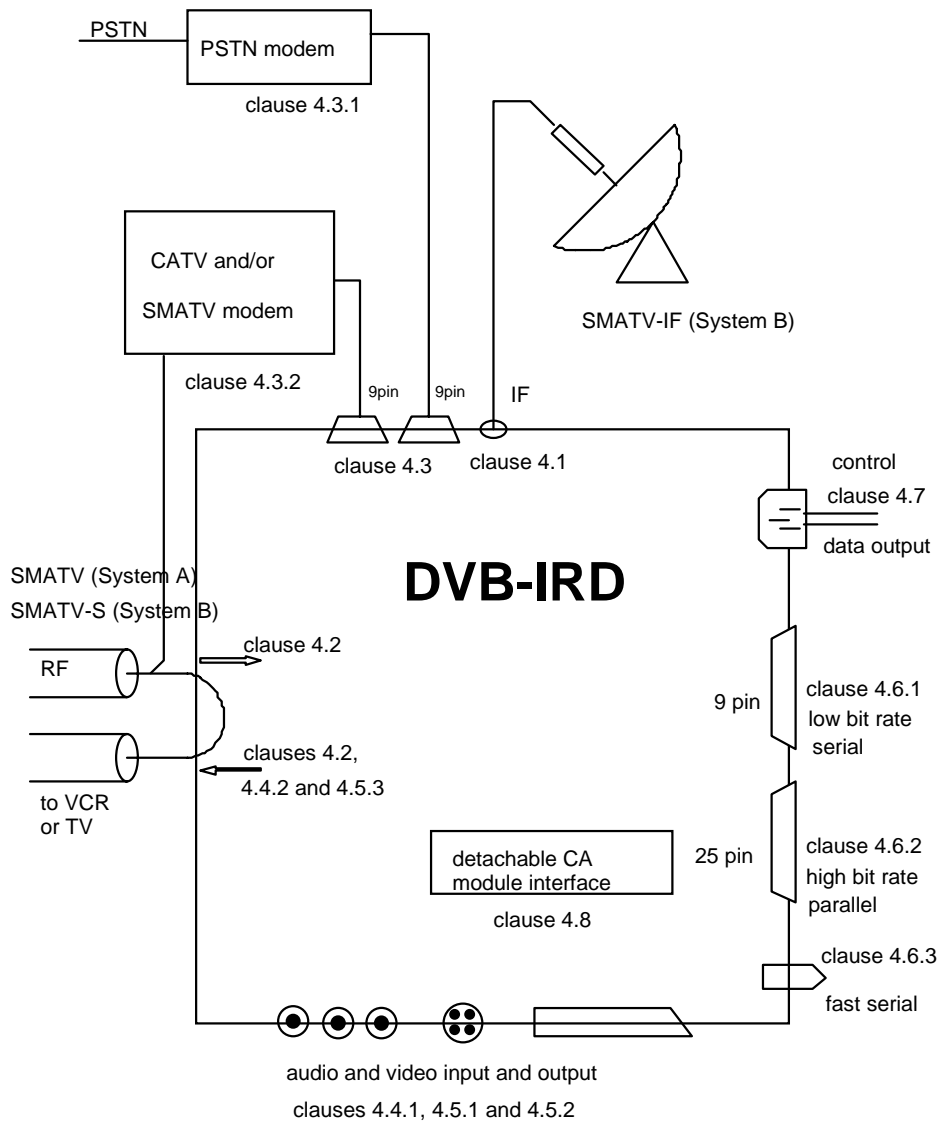 PSTN
PSTN modem
clause 4.3.1
CATV and/or
SMATV modem
clause 4.3.2
SMATV-IF (System B)
9pin
9pin
IF
clause 4.3
clause 4.1
control
clause 4.7
data output
DVB-IRD
SMATV (System A)
SMATV-S (System B)
RF
clause 4.2
9 pin
clause 4.6.1
low bit rate
serial
clauses 4.2,
4.4.2 and 4.5.3
to VCR
or TV
detachable CA
module interface
clause 4.8
25 pin
clause 4.6.2
high bit rate
parallel
clause 4.6.3
fast serial
audio and video input and output
clauses 4.4.1, 4.5.1 and 4.5.2